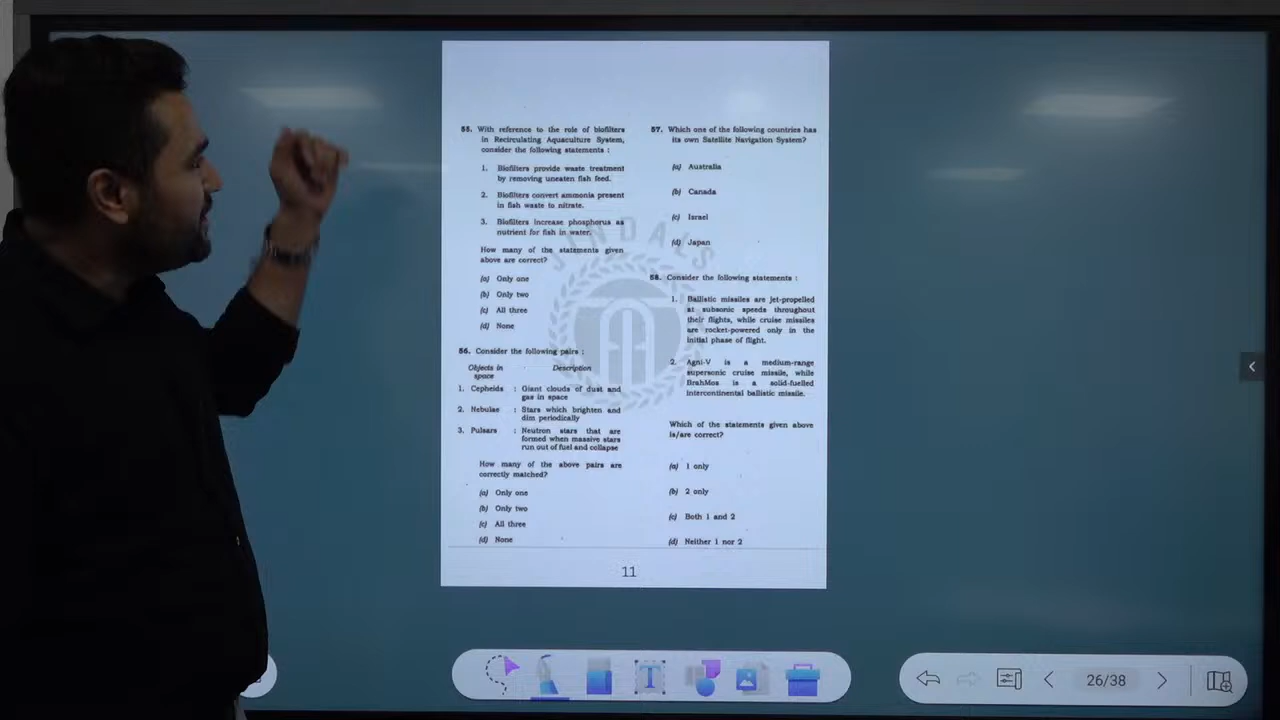 55. With reference to the role of biofilters
in Recirculating Aquaculture System,
consider the following statements :
1. Biofilters provide waste treatment
by removing uneaten fish feed.
2. Biofilters convert ammonia present
in fish waste to nitrate.
3. Biofilters increase phosphorus as
nutrient for fish in water.
How many of the statements given
above are correct?
(a) Only one
(b) Only two
(c) All three
(d) None
56. Consider the following pairs :
Objects in Description
space
1. Cepheids : Giant clouds of dust and
gas in space
2. Nebulae : Stars which brighten and
dim periodically
3. Pulsars : Neutron stars that are
formed when massive stars
run out of fuel and collapse
How many of the above pairs are
correctly matched?
(a) Only one
(b) Only two
(c) All three
(d) None
57. Which one of the following countries has
its own Satellite Navigation System?
(a) Australia
(b) Canada
(c) Israel
(d) Japan
58. Consider the following statements :
1. Ballistic missiles are jet-propelled
at subsonic speeds throughout
their flights, while cruise missiles
are rocket-powered only in the
initial phase of flight.
2. Agni-V is a medium-range
supersonic cruise missile, while
BrahMos is a solid-fuelled
intercontinental ballistic missile.
Which of the statements given above
is/are correct?
(a) 1 only
(b) 2 only
(c) Both 1 and 2
(d) Neither 1 nor 2
11
T
26/38